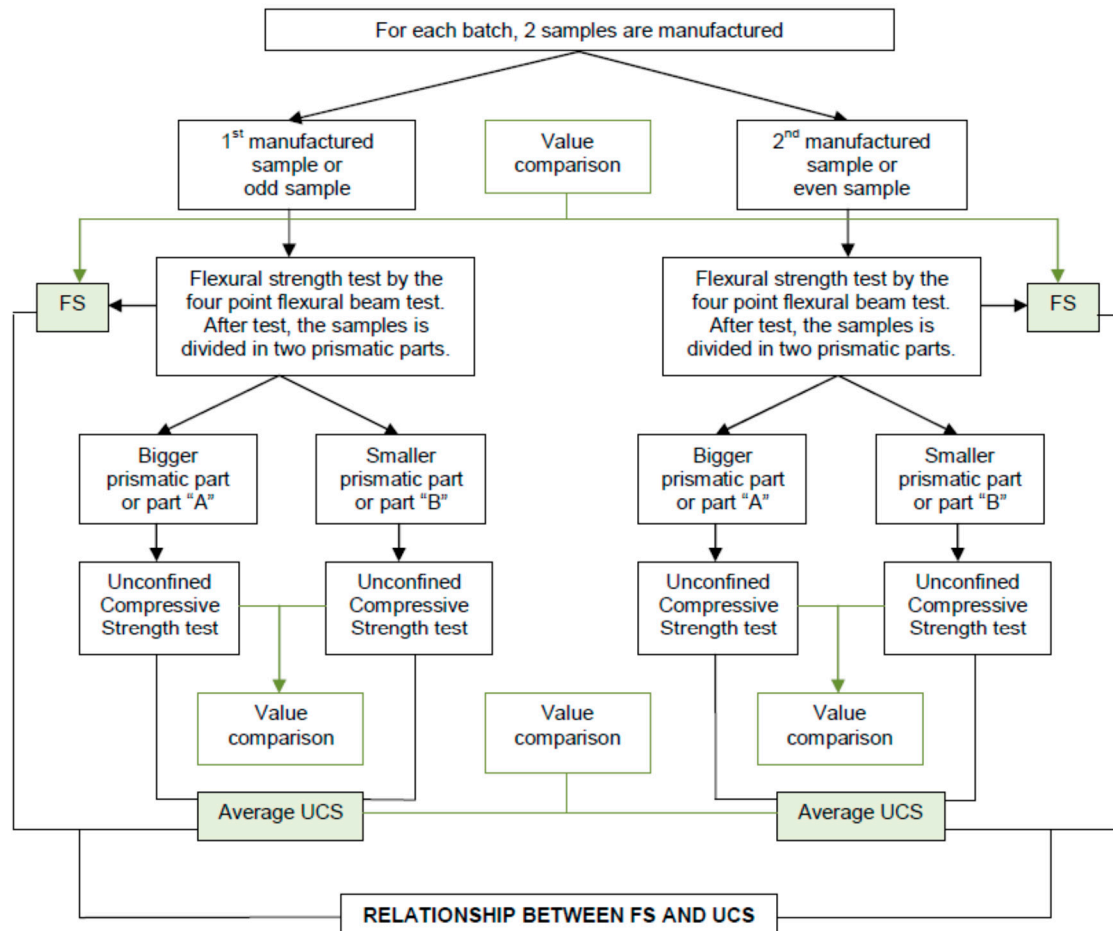 For each batch, 2 samples are manufactured
1st manufactured
sample or
odd sample
Value
comparison
2nd manufactured
sample or
even sample
FS
Flexural strength test by the
four point flexural beam test.
After test, the samples is
divided in two prismatic parts.
Flexural strength test by the
four point flexural beam test.
After test, the samples is
divided in two prismatic parts.
FS
Bigger
prismatic part
or part “A”
Smaller
prismatic part
or part “B”
Bigger
prismatic part
or part “A”
Smaller
prismatic part
or part “B”
Unconfined
Compressive
Strength test
Unconfined
Compressive
Strength test
Unconfined
Compressive
Strength test
Unconfined
Compressive
Strength test
Value
comparison
Value
comparison
Value
comparison
Average UCS
Average UCS
RELATIONSHIP BETWEEN FS AND UCS